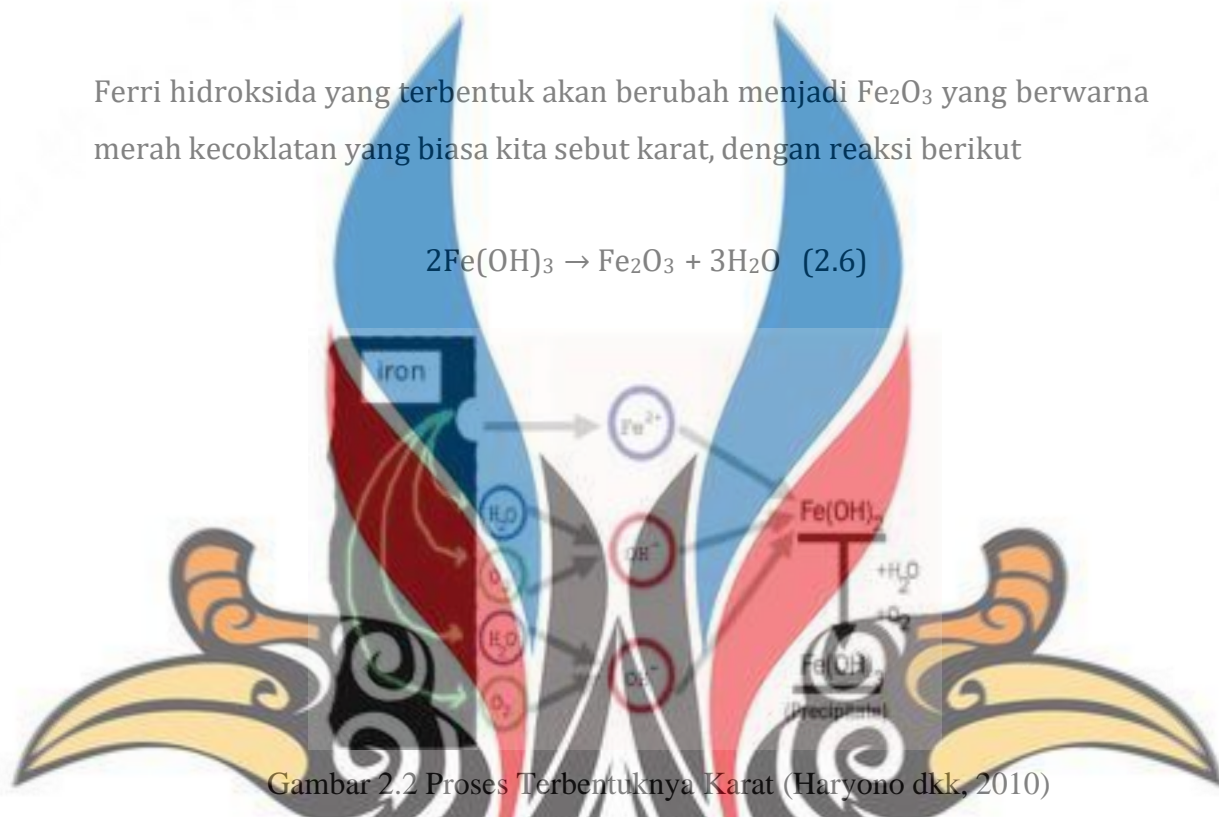 Ferri hidroksida yang terbentuk akan berubah menjadi Fe₂O₃ yang berwarna
merah kecoklatan yang biasa kita sebut karat, dengan reaksi berikut
2Fe(OH)₃ → Fe₂O₃ + 3H₂O (2.6)
iron
Fe²⁺
H₂O
Fe(OH)₂
OH⁻
O₂
+H₂O
+O₂
H₂O
Fe(OH)₃
OH⁻
O₂
(Precipitate)
Gambar 2.2 Proses Terbentuknya Karat (Haryono dkk, 2010)